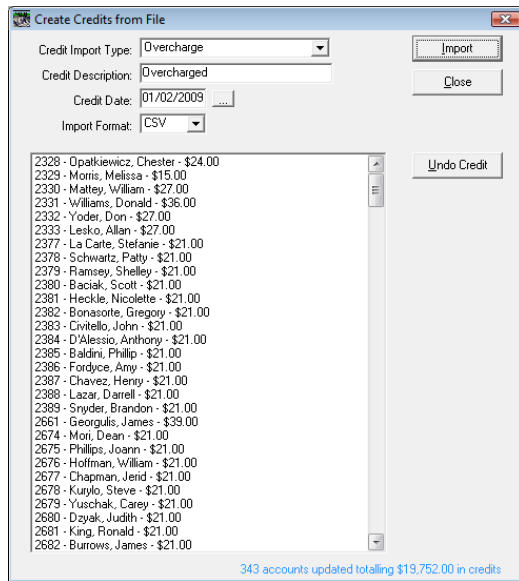 Create Credits from File
Credit Import Type: Overcharge
Import
Credit Description: Overcharged
Close
Credit Date: 01/02/2009 ...
Import Format: CSV
Undo Credit
2328 - Opatkiewicz, Chester - $24.00
2329 - Morris, Melissa - $15.00
2330 - Mattey, William - $27.00
2331 - Williams, Donald - $36.00
2332 - Yoder, Don - $27.00
2333 - Lesko, Allan - $27.00
2377 - La Carte, Stefanie - $21.00
2378 - Schwartz, Patty - $21.00
2379 - Ramsey, Shelley - $21.00
2380 - Baciak, Scott - $21.00
2381 - Heckle, Nicolette - $21.00
2382 - Bonasorte, Gregory - $21.00
2383 - Civitello, John - $21.00
2384 - D'Alessio, Anthony - $21.00
2385 - Baldini, Phillip - $21.00
2386 - Fordyce, Amy - $21.00
2387 - Chavez, Henry - $21.00
2388 - Lazar, Darrell - $21.00
2389 - Snyder, Brandon - $21.00
2661 - Georgulis, James - $39.00
2674 - Mori, Dean - $21.00
2675 - Phillips, Joann - $21.00
2676 - Hoffman, William - $21.00
2677 - Chapman, Jerid - $21.00
2678 - Kurylo, Steve - $21.00
2679 - Yuschak, Carey - $21.00
2680 - Dzyak, Judith - $21.00
2681 - King, Ronald - $21.00
2682 - Burrows, James - $21.00
343 accounts updated totalling $19,752.00 in credits